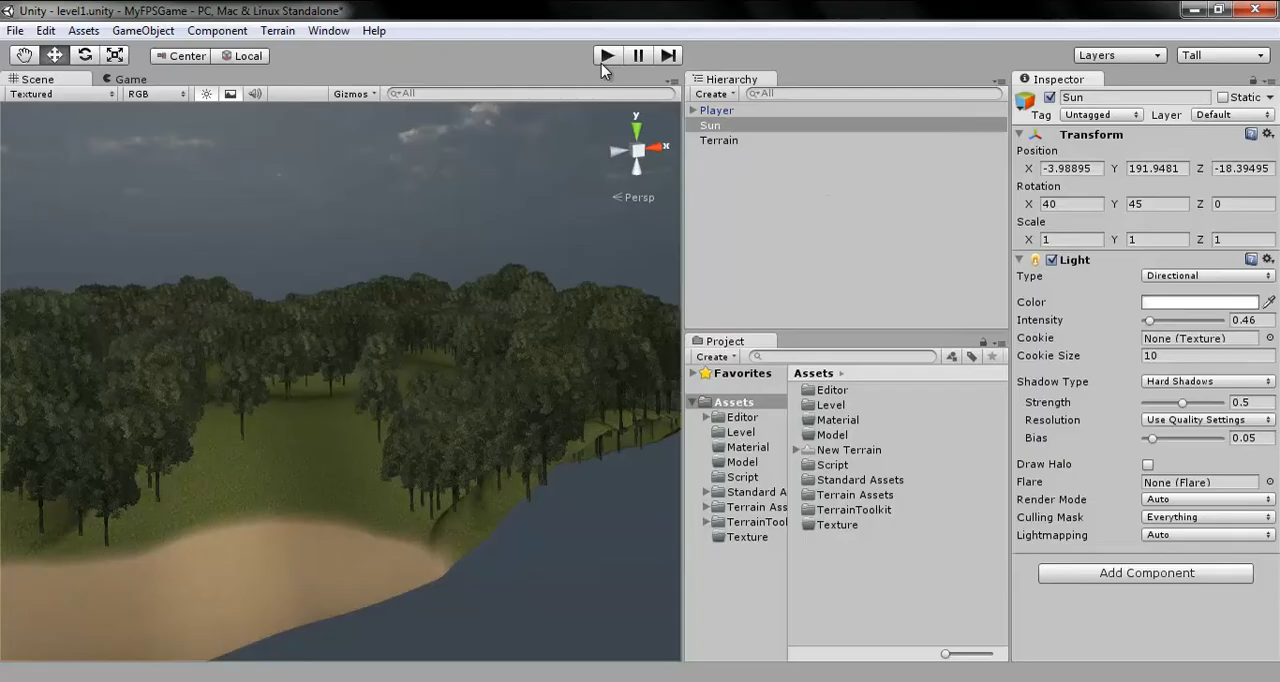 Unity - level1.unity - MyFPSGame - PC, Mac & Linux Standalone*
File Edit Assets GameObject Component Terrain Window Help
Center Local Layers Tall
Scene Game
Textured RGB Gizmos All
y
x
Persp
Hierarchy
Create All
Player
Sun
Terrain
Project
Create
Favorites
Assets
Editor
Level
Material
Model
Script
Standard A
Terrain Ass
TerrainTool
Texture
Assets
Editor
Level
Material
Model
New Terrain
Script
Standard Assets
Terrain Assets
TerrainToolkit
Texture
Inspector
Sun Static
Tag Untagged Layer Default
Transform
Position
X -3.98895 Y 191.9481 Z -18.39495
Rotation
X 40 Y 45 Z 0
Scale
X 1 Y 1 Z 1
Light
Type Directional
Color
Intensity 0.46
Cookie None (Texture)
Cookie Size 10
Shadow Type Hard Shadows
Strength 0.5
Resolution Use Quality Settings
Bias 0.05
Draw Halo
Flare None (Flare)
Render Mode Auto
Culling Mask Everything
Lightmapping Auto
Add Component